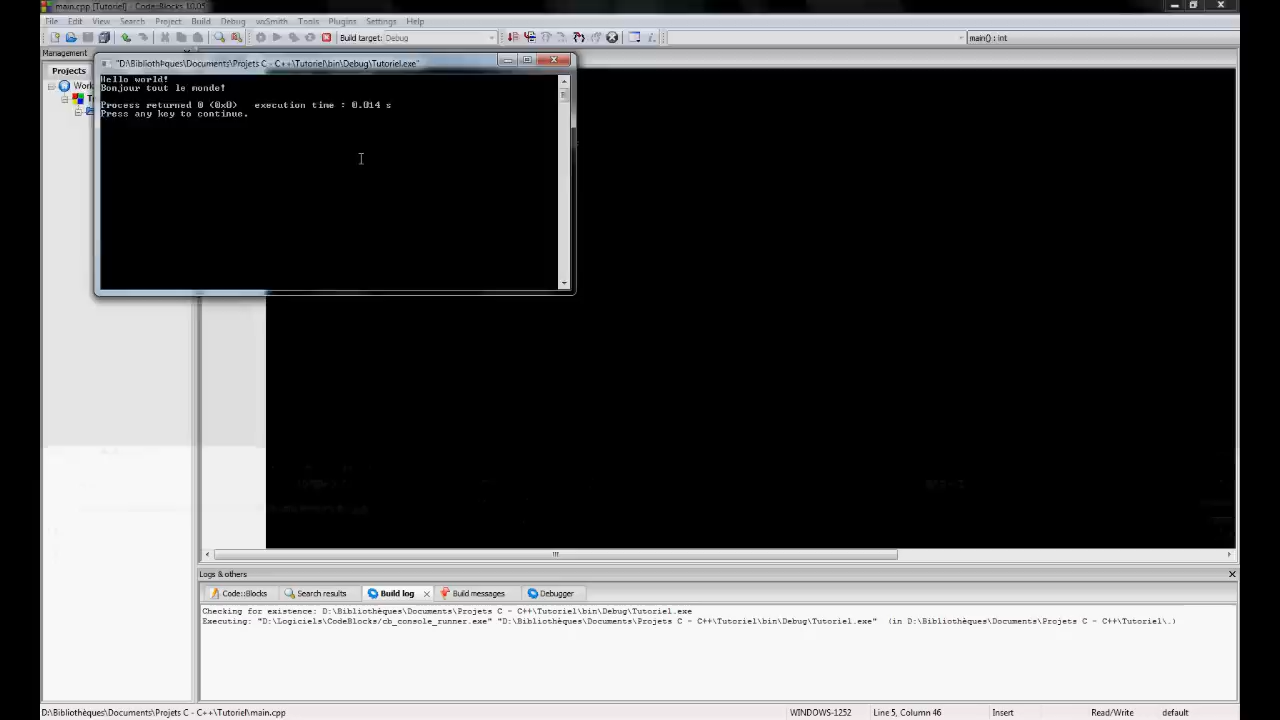 main.cpp [Tutoriel] - Code::Blocks 10.05
File Edit View Search Project Build Debug wxSmith Tools Plugins Settings Help
Build target: Debug
main() : int
Management
Projects
"D:\BibliothÞques\Documents\Projets C - C++\Tutoriel\bin\Debug\Tutoriel.exe"
Hello world!
Bonjour tout le monde!
Process returned 0 (0x0) execution time : 0.014 s
Press any key to continue.
Logs & others
Code::Blocks Search results Build log Build messages Debugger
Checking for existence: D:\Bibliothèques\Documents\Projets C - C++\Tutoriel\bin\Debug\Tutoriel.exe
Executing: "D:\Logiciels\CodeBlocks/cb_console_runner.exe" "D:\Bibliothèques\Documents\Projets C - C++\Tutoriel\bin\Debug\Tutoriel.exe" (in D:\Bibliothèques\Documents\Projets C - C++\Tutoriel\.)
D:\Bibliothèques\Documents\Projets C - C++\Tutoriel\main.cpp WINDOWS-1252 Line 5, Column 46 Insert Read/Write default